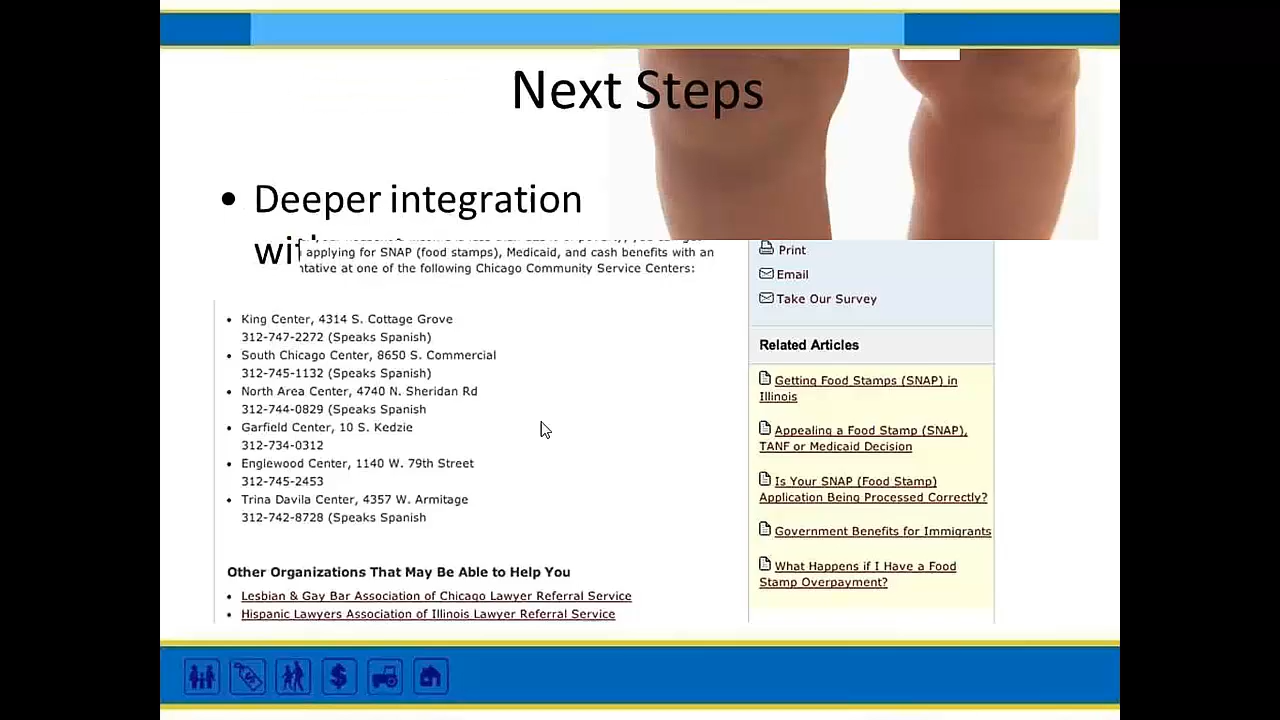 Next Steps
• Deeper integration
applying for SNAP (food stamps), Medicaid, and cash benefits with an
ntative at one of the following Chicago Community Service Centers:
• King Center, 4314 S. Cottage Grove
312-747-2272 (Speaks Spanish)
• South Chicago Center, 8650 S. Commercial
312-745-1132 (Speaks Spanish)
• North Area Center, 4740 N. Sheridan Rd
312-744-0829 (Speaks Spanish
• Garfield Center, 10 S. Kedzie
312-734-0312
• Englewood Center, 1140 W. 79th Street
312-745-2453
• Trina Davila Center, 4357 W. Armitage
312-742-8728 (Speaks Spanish
Other Organizations That May Be Able to Help You
• Lesbian & Gay Bar Association of Chicago Lawyer Referral Service
• Hispanic Lawyers Association of Illinois Lawyer Referral Service
Print
Email
Take Our Survey
Related Articles
Getting Food Stamps (SNAP) in
Illinois
Appealing a Food Stamp (SNAP),
TANF or Medicaid Decision
Is Your SNAP (Food Stamp)
Application Being Processed Correctly?
Government Benefits for Immigrants
What Happens if I Have a Food
Stamp Overpayment?